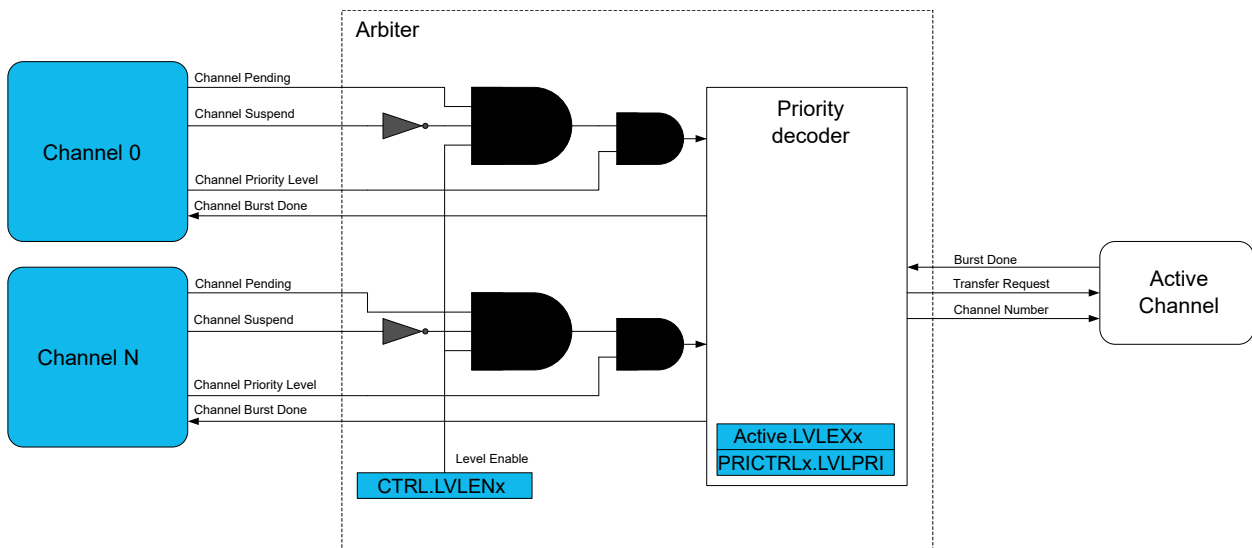 Arbiter
Channel 0
Channel Pending
Channel Suspend
Channel Priority Level
Channel Burst Done
Priority
decoder
Channel N
Channel Pending
Channel Suspend
Channel Priority Level
Channel Burst Done
Burst Done
Transfer Request
Channel Number
Active
Channel
Level Enable
CTRL.LVLENx
Active.LVLEXx
PRICTRLx.LVLPRI